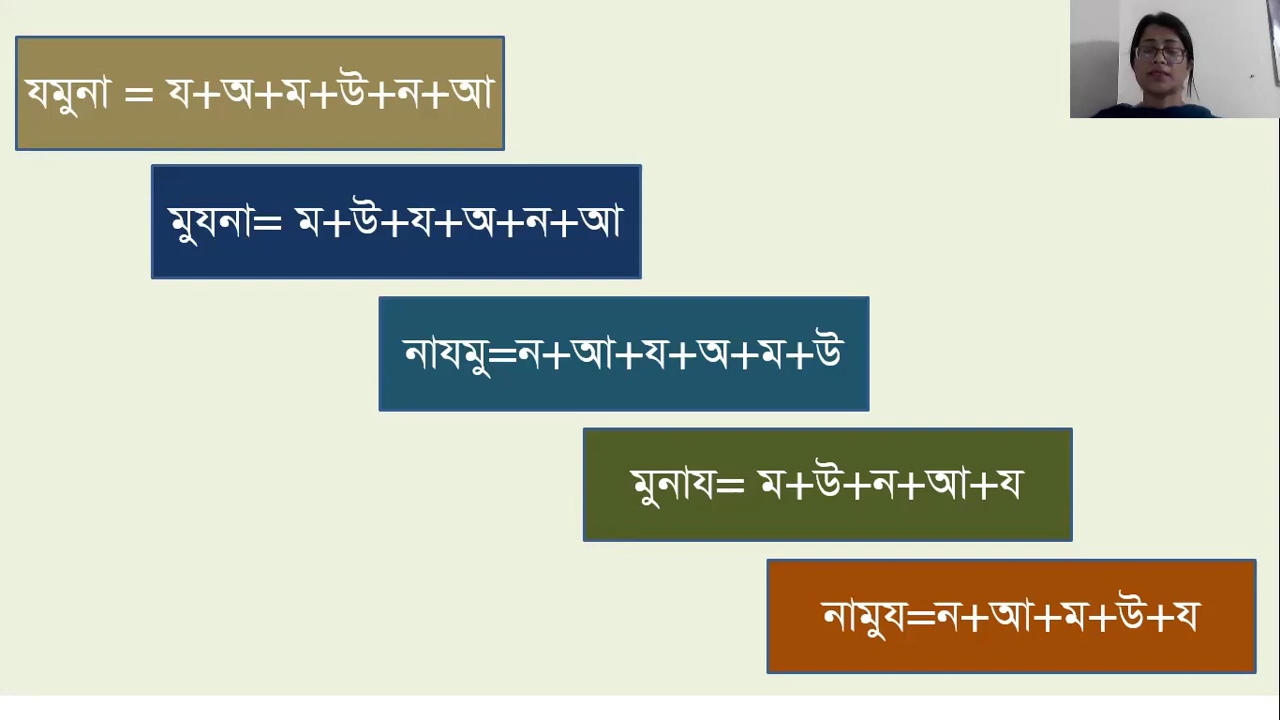 যমুনা = য+অ+ম+উ+ন+আ
মুযনা= ম+উ+য+অ+ন+আ
নাযমু=ন+আ+য+অ+ম+উ
মুনায= ম+উ+ন+আ+য
নামুয=ন+আ+ম+উ+য